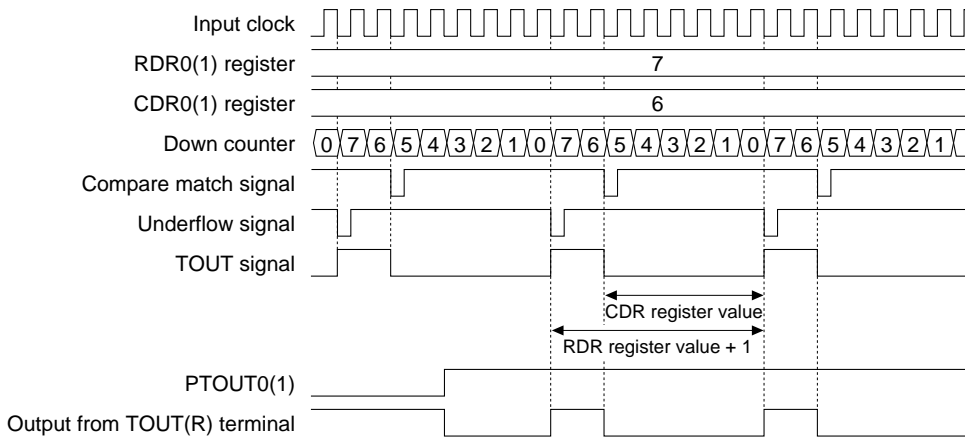 Input clock
RDR0(1) register 7
CDR0(1) register 6
Down counter 0 7 6 5 4 3 2 1 0 7 6 5 4 3 2 1 0 7 6 5 4 3 2 1
Compare match signal
Underflow signal
TOUT signal
CDR register value
RDR register value + 1
PTOUT0(1)
Output from TOUT(R) terminal